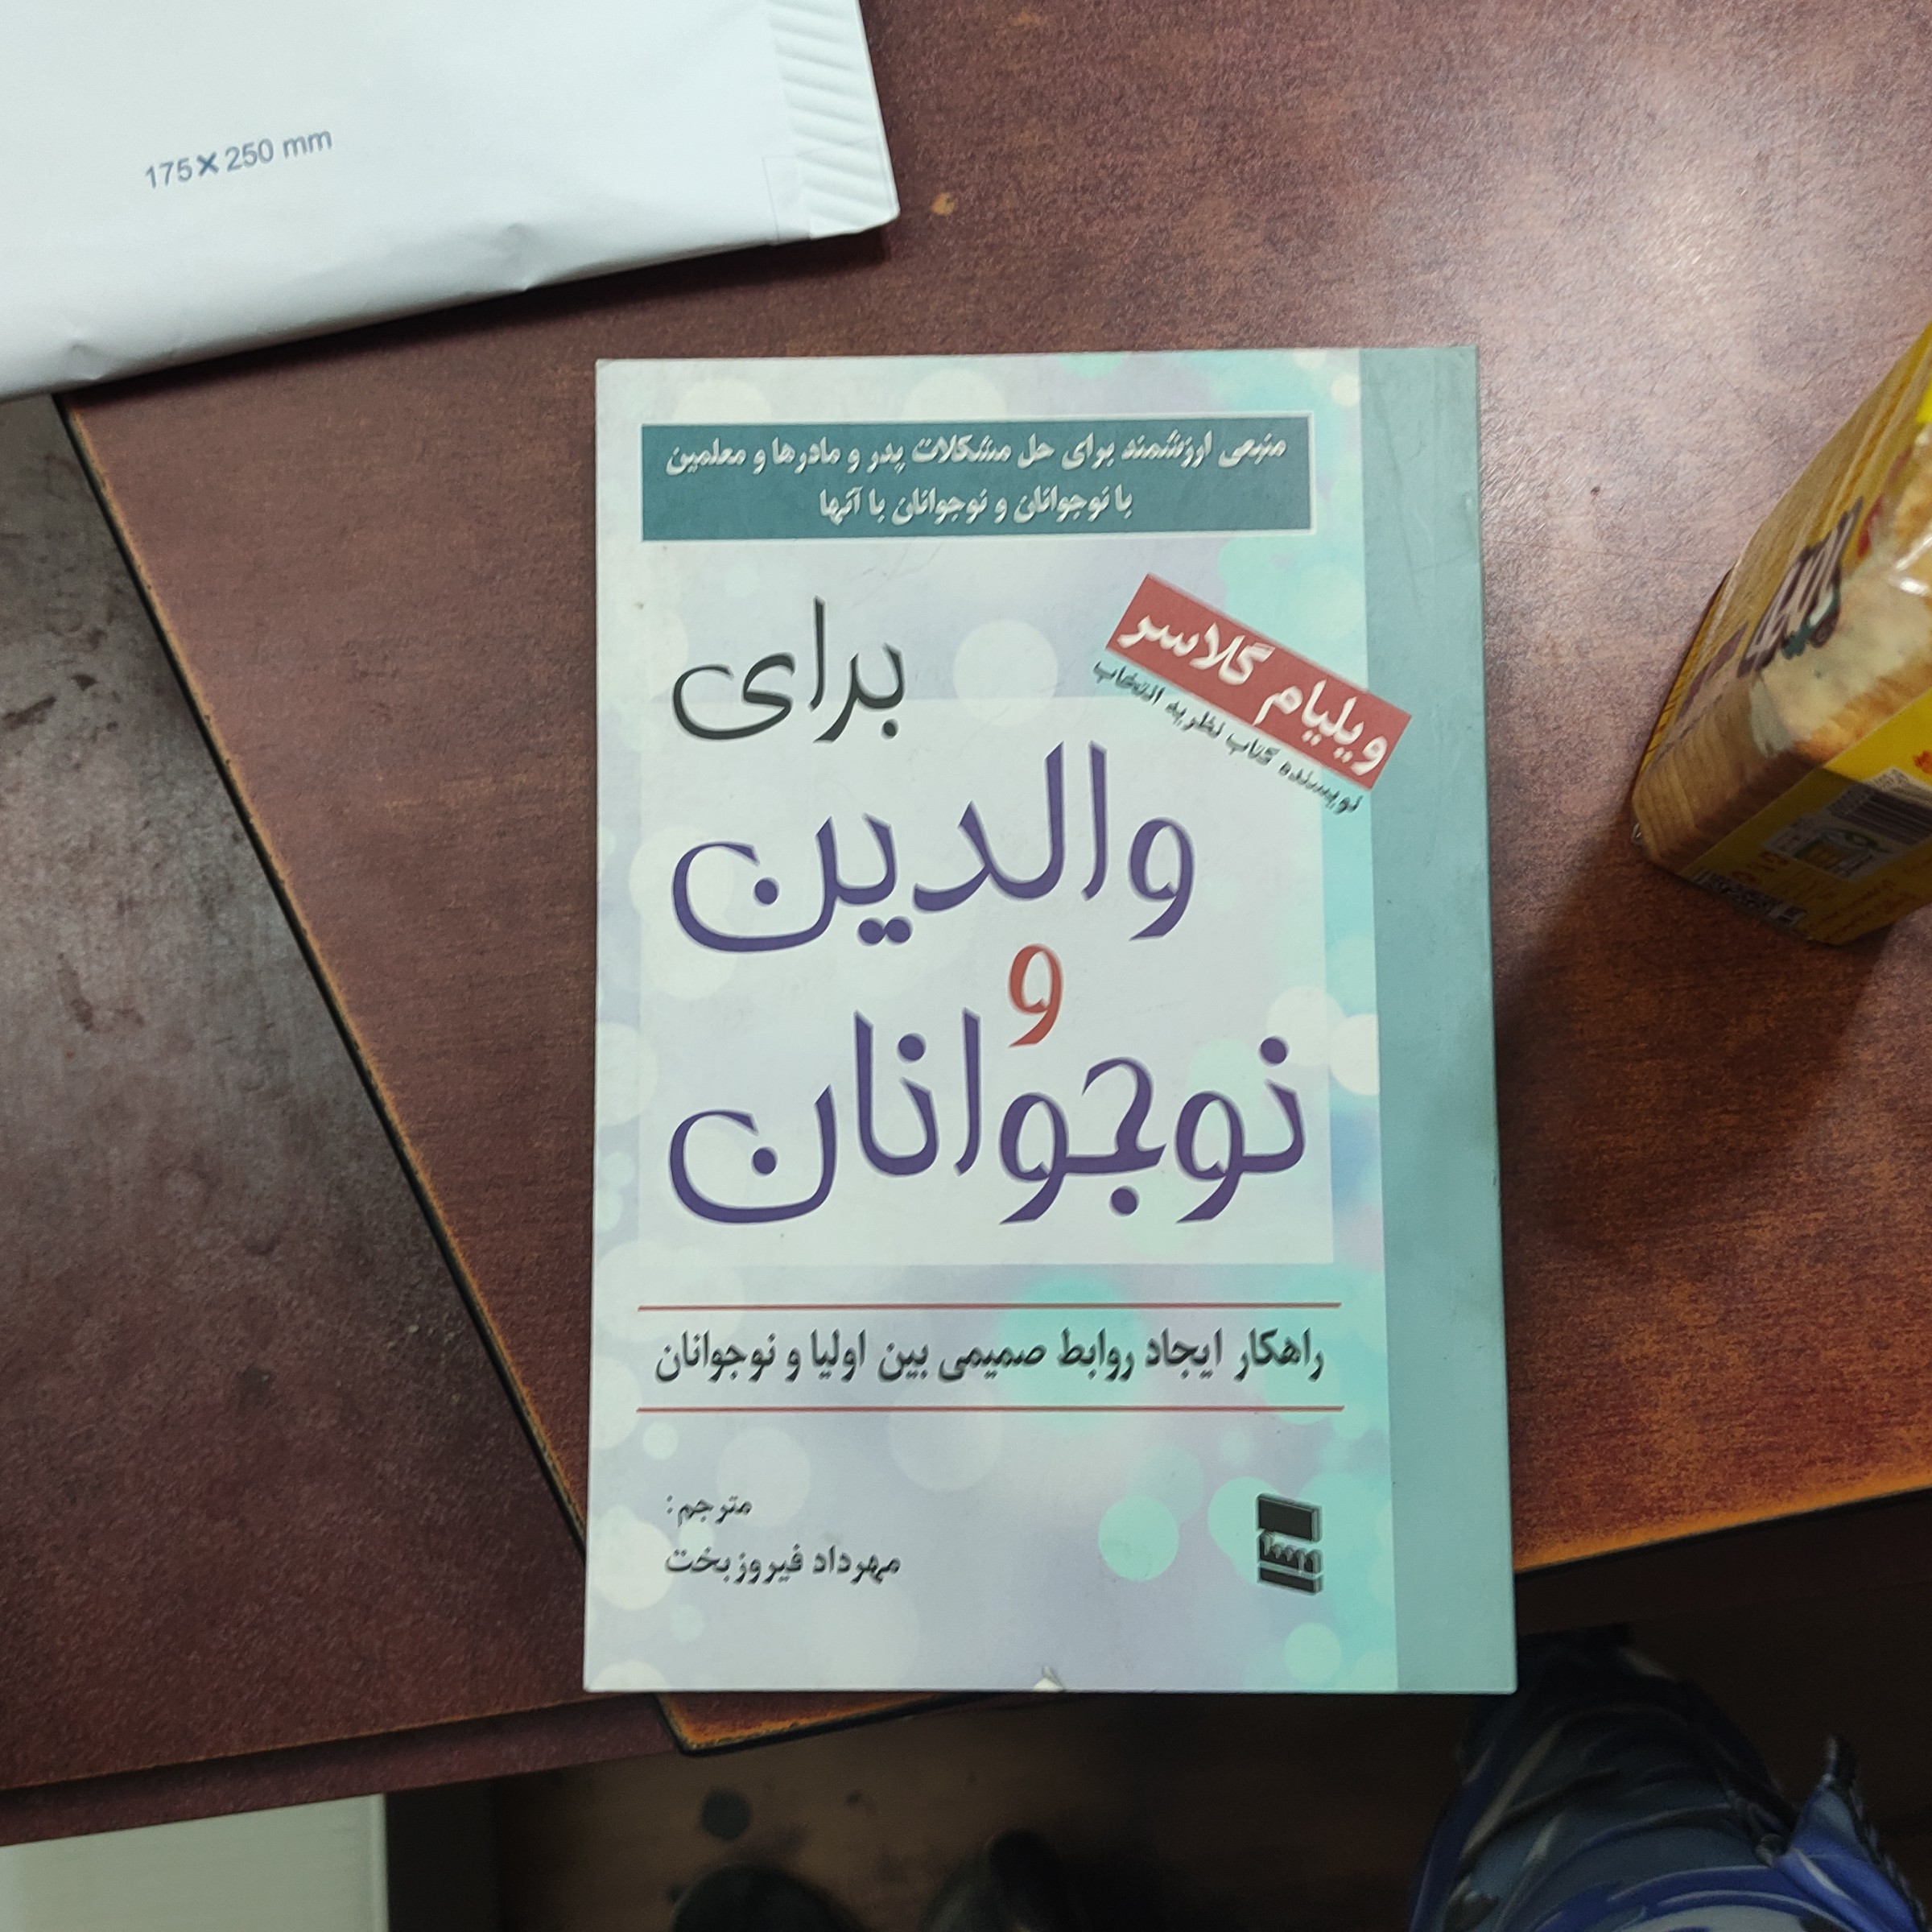 175×250 mm
منبعی ارزشمند برای حل مشکلات پدر و مادرها و معلمین
با نوجوانان و نوجوانان با آنها
ویلیام گلاسر
نویسنده کتاب نظریه انتخاب
برای
والدین
و
نوجوانان
راهکار ایجاد روابط صمیمی بین اولیا و نوجوانان
مترجم:
مهرداد فیروزبخت